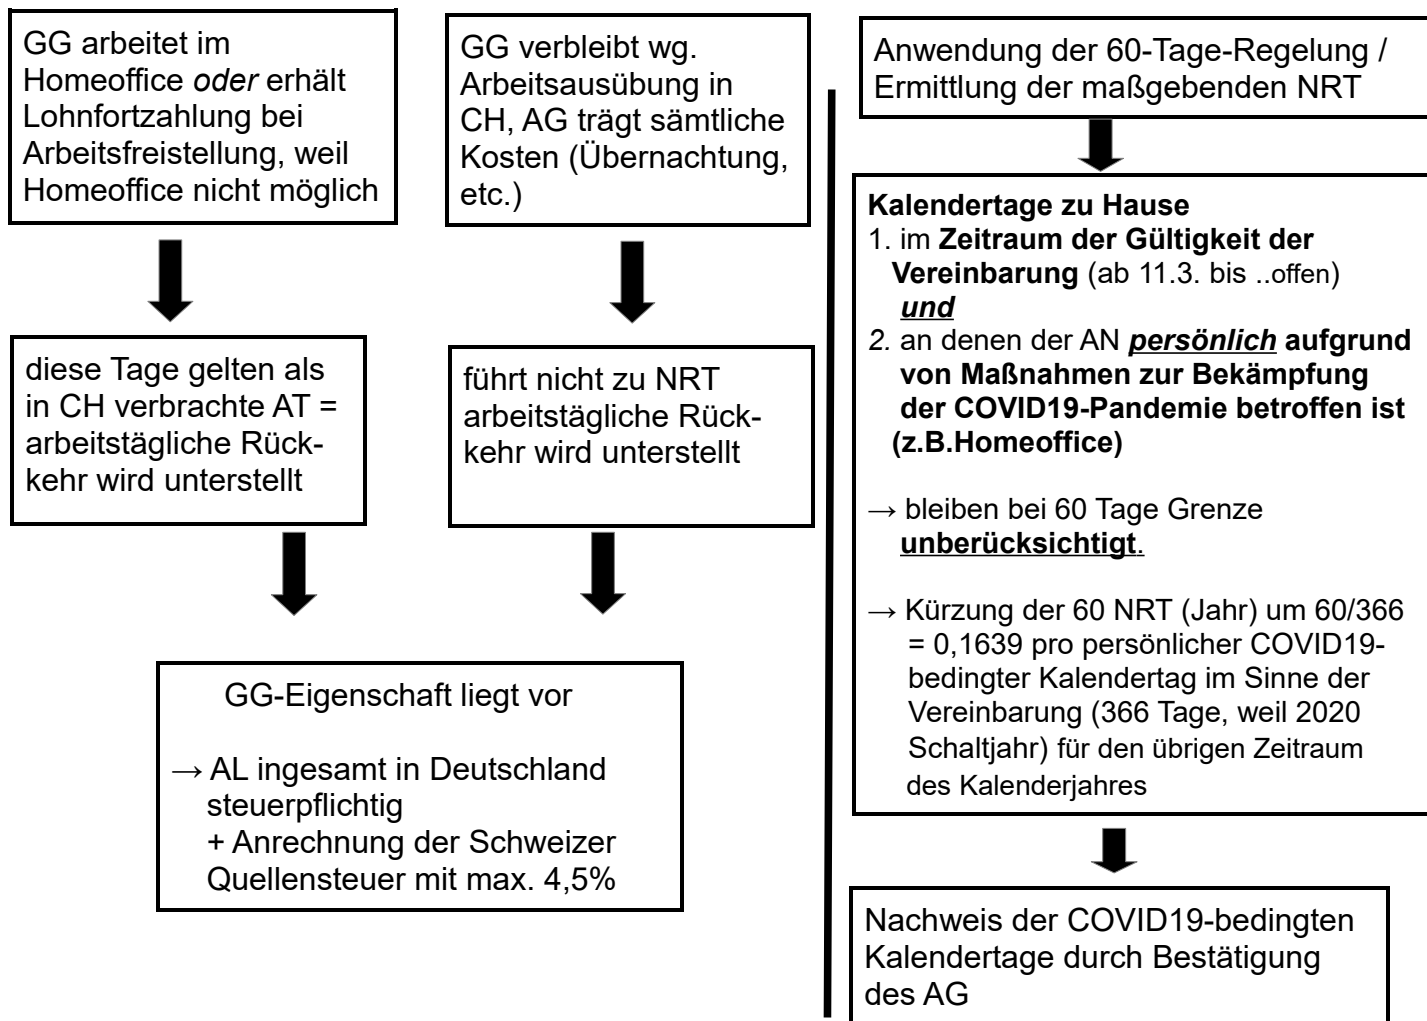 GG arbeitet im
Homeoffice oder erhält
Lohnfortzahlung bei
Arbeitsfreistellung, weil
Homeoffice nicht möglich
diese Tage gelten als
in CH verbrachte AT =
arbeitstägliche Rück-
kehr wird unterstellt
GG verbleibt wg.
Arbeitsausübung in
CH, AG trägt sämtliche
Kosten (Übernachtung,
etc.)
führt nicht zu NRT
arbeitstägliche Rück-
kehr wird unterstellt
GG-Eigenschaft liegt vor
→ AL ingesamt in Deutschland
steuerpflichtig
+ Anrechnung der Schweizer
Quellensteuer mit max. 4,5%
Anwendung der 60-Tage-Regelung /
Ermittlung der maßgebenden NRT
Kalendertage zu Hause
1. im Zeitraum der Gültigkeit der
Vereinbarung (ab 11.3. bis ..offen)
und
2. an denen der AN persönlich aufgrund
von Maßnahmen zur Bekämpfung
der COVID19-Pandemie betroffen ist
(z.B.Homeoffice)
→ bleiben bei 60 Tage Grenze
unberücksichtigt.
→ Kürzung der 60 NRT (Jahr) um 60/366
= 0,1639 pro persönlicher COVID19-
bedingter Kalendertag im Sinne der
Vereinbarung (366 Tage, weil 2020
Schaltjahr) für den übrigen Zeitraum
des Kalenderjahres
Nachweis der COVID19-bedingten
Kalendertage durch Bestätigung
des AG